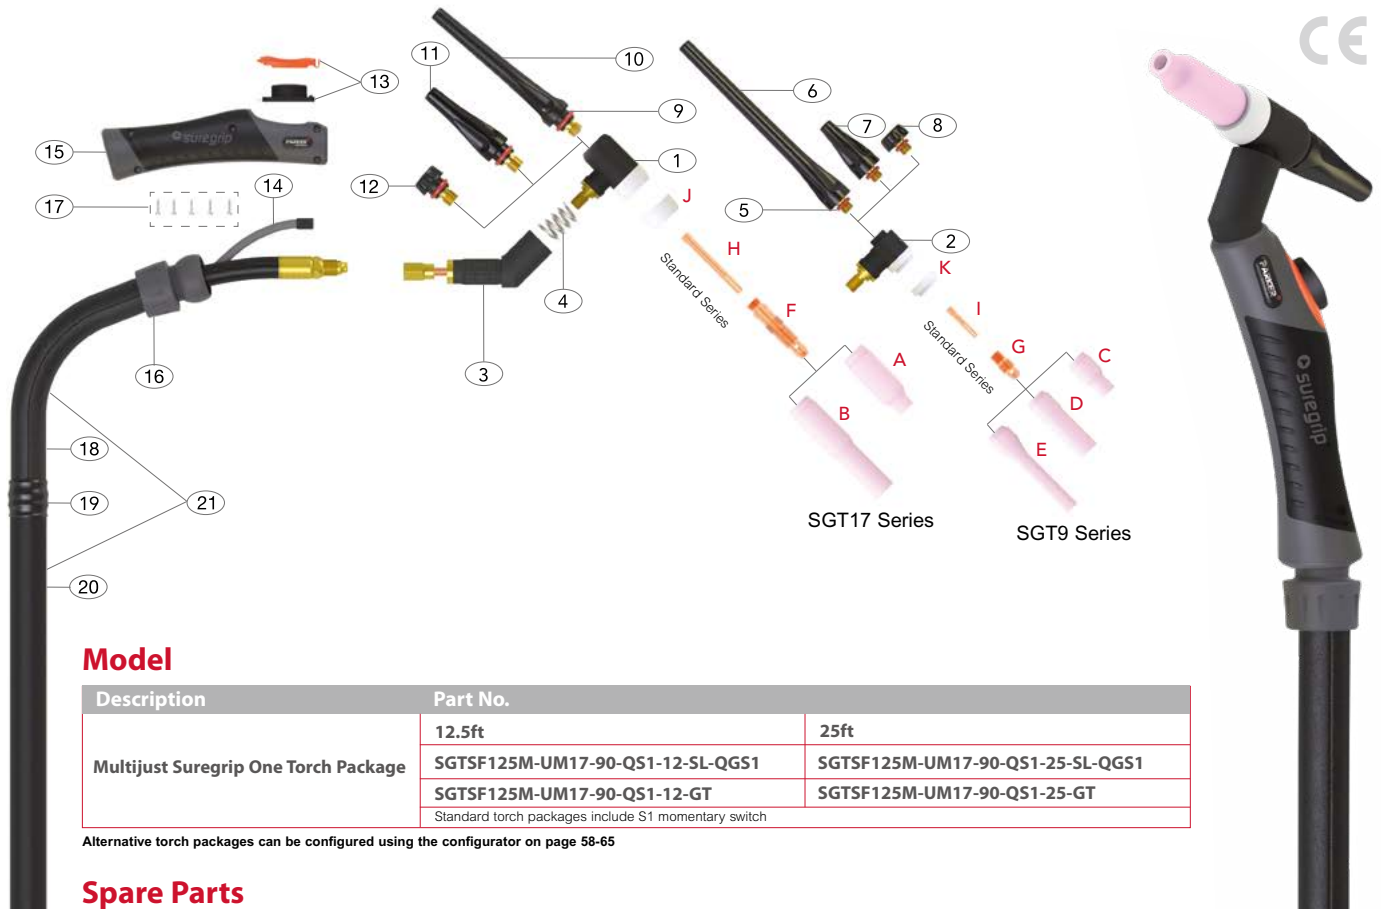 CE
10
11
13
6
9
7
8
suregrip
PARKER
15
1
14
12
J
17
5
2
H
K
4
Standard Series
F
I
PARKER
G
Standard Series
C
A
3
16
D
B
suregrip
E
18
19
21
SGT17 Series
SGT9 Series
20
Model
Description Part No.
12.5ft 25ft
Multijust Suregrip One Torch Package
SGTSF125M-UM17-90-QS1-12-SL-QGS1 SGTSF125M-UM17-90-QS1-25-SL-QGS1
SGTSF125M-UM17-90-QS1-12-GT SGTSF125M-UM17-90-QS1-25-GT
Standard torch packages include S1 momentary switch
Alternative torch packages can be configured using the configurator on page 58-65
Spare Parts